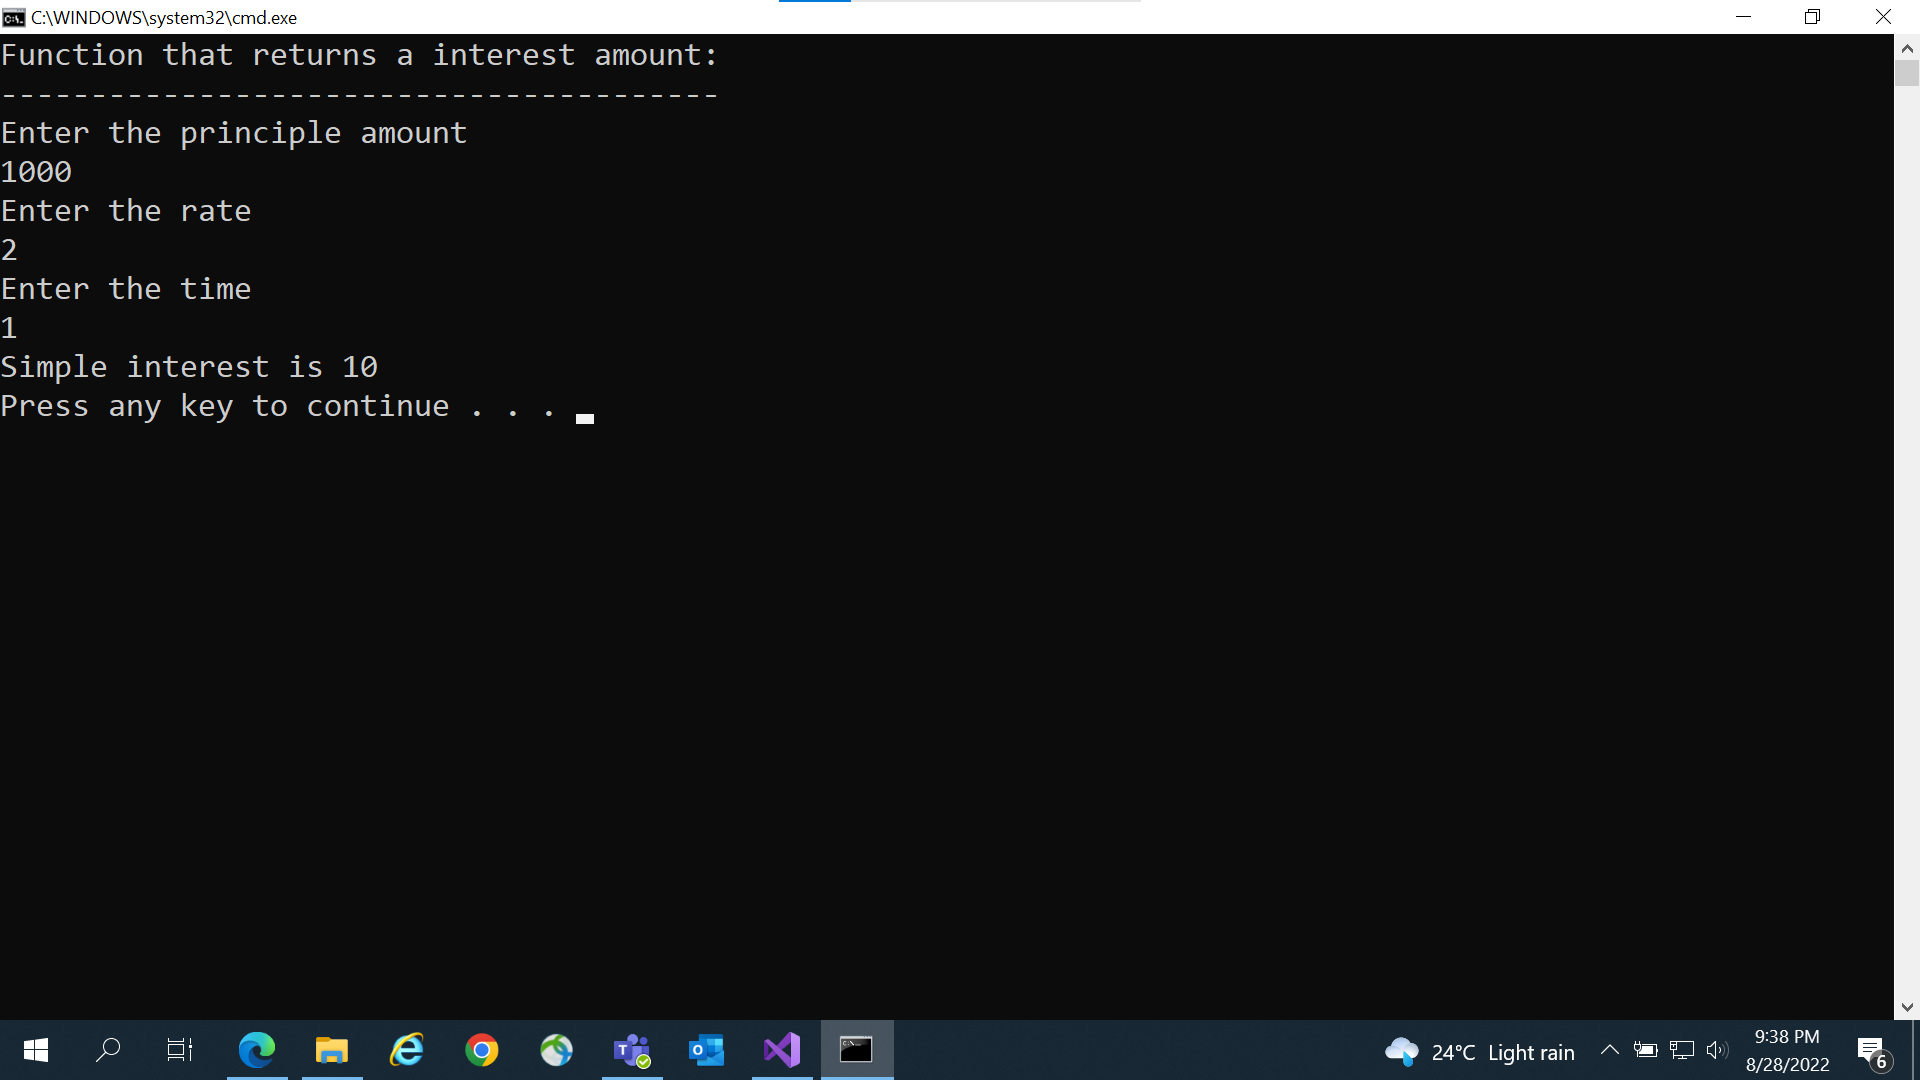 C:\WINDOWS\system32\cmd.exe
Function that returns a interest amount:
----------------------------------------
Enter the principle amount
1000
Enter the rate
2
Enter the time
1
Simple interest is 10
Press any key to continue . . .
24°C Light rain
9:38 PM
8/28/2022
6